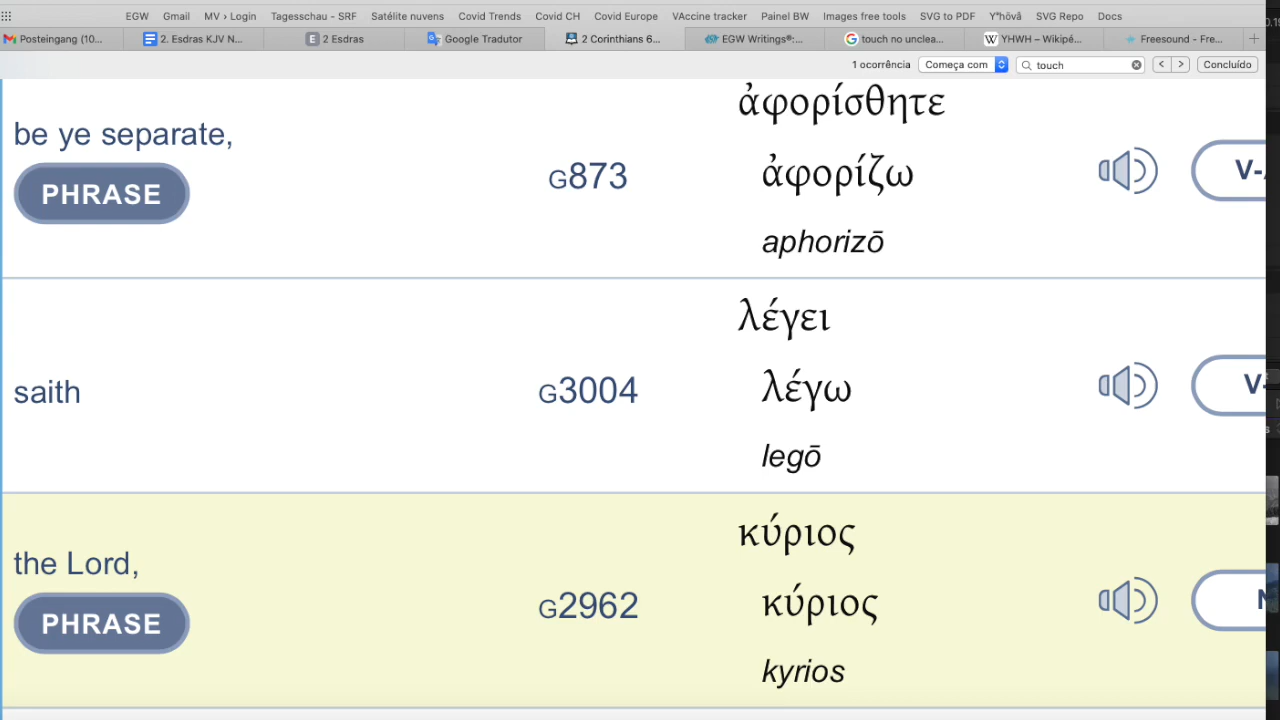 EGW Gmail MV › Login Tagesschau - SRF Satélite nuvens Covid Trends Covid CH Covid Europe VAccine tracker Painel BW Images free tools SVG to PDF Yᵉhōvâ SVG Repo Docs
Posteingang (10... 2. Esdras KJV N... 2 Esdras Google Tradutor 2 Corinthians 6... EGW Writings®:... touch no unclea... YHWH – Wikipé... Freesound - Fre...
1 ocorrência Começa com touch Concluído
ἀφορίσθητε
be ye separate,
PHRASE G873 ἀφορίζω
aphorizō
λέγει
saith G3004 λέγω
legō
κύριος
the Lord,
PHRASE G2962 κύριος
kyrios